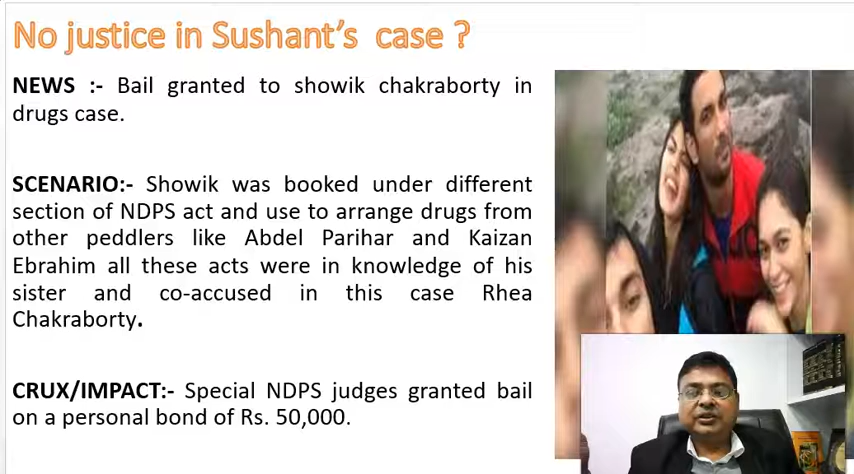 No justice in Sushant's case ?
NEWS :- Bail granted to showik chakraborty in
drugs case.
SCENARIO:- Showik was booked under different
section of NDPS act and use to arrange drugs from
other peddlers like Abdel Parihar and Kaizan
Ebrahim all these acts were in knowledge of his
sister and co-accused in this case Rhea
Chakraborty.
CRUX/IMPACT:- Special NDPS judges granted bail
on a personal bond of Rs. 50,000.